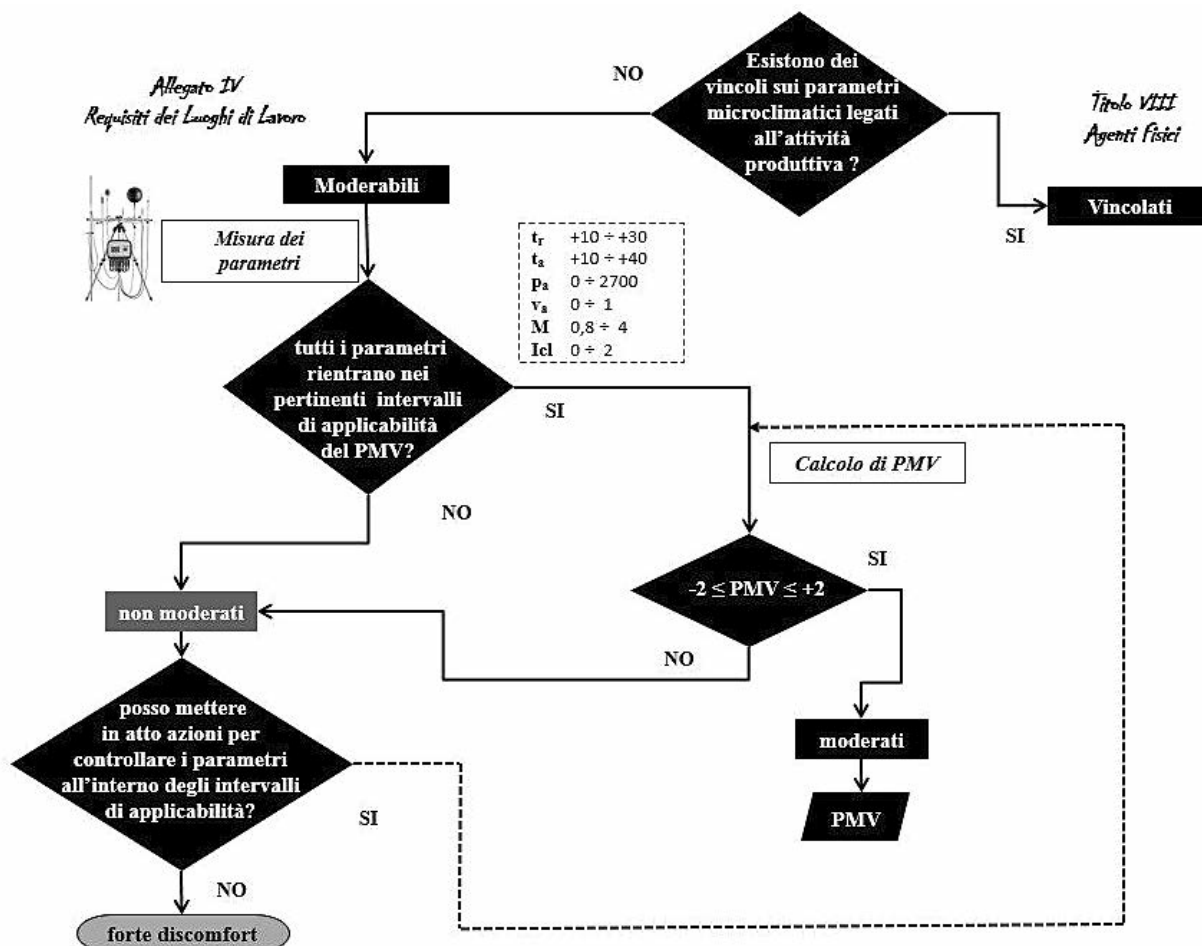 Allegato IV
Requisiti dei Luoghi di Lavoro
NO
Esistono dei
vincoli sui parametri
microclimatici legati
all'attività
produttiva ?
Titolo VIII
Agenti Fisici
Moderabili
SI
Vincolati
Misura dei
parametri
tr +10 ÷ +30
ta +10 ÷ +40
pa 0 ÷ 2700
va 0 ÷ 1
M 0,8 ÷ 4
Icl 0 ÷ 2
tutti i parametri
rientrano nei
pertinenti intervalli
di applicabilità
del PMV?
SI
Calcolo di PMV
NO
SI
-2 ≤ PMV ≤ +2
non moderati
NO
posso mettere
in atto azioni per
controllare i parametri
all'interno degli intervalli
di applicabilità?
moderati
SI
PMV
NO
forte discomfort